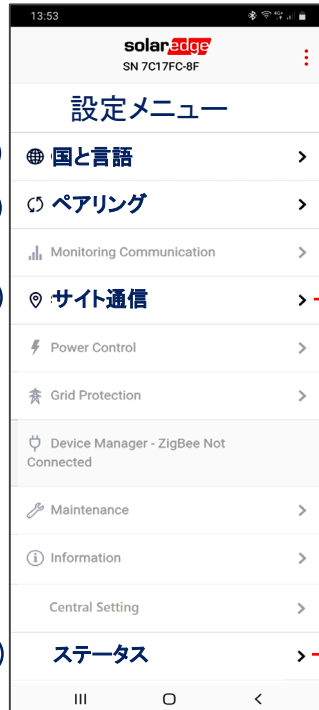 13:53
solaredge
SN 7C17FC-8F
設定メニュー
国と言語
ペアリング
Monitoring Communication
サイト通信
Power Control
Grid Protection
Device Manager - ZigBee Not
Connected
Maintenance
Information
Central Setting
ステータス